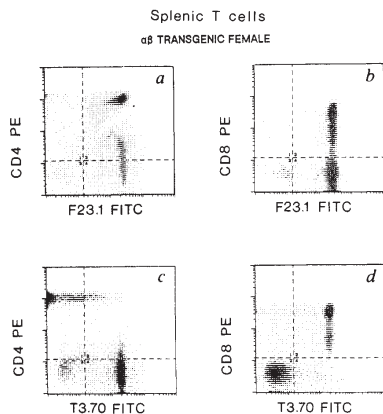 Splenic T cells
αβ TRANSGENIC FEMALE
a
b
CD4 PE
CD8 PE
F23.1 FITC
F23.1 FITC
c
d
CD4 PE
CD8 PE
T3.70 FITC
T3.70 FITC